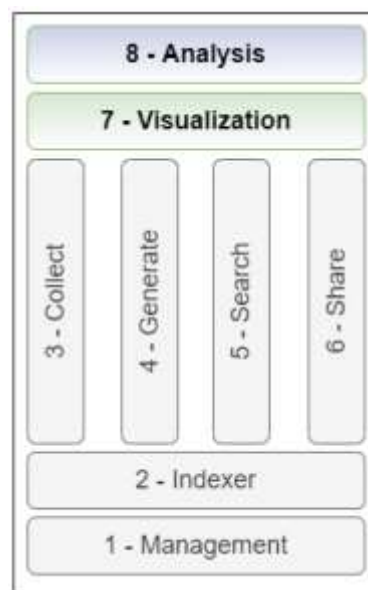 8 - Analysis
7 - Visualization
3 - Collect
4 - Generate
5 - Search
6 - Share
2 - Indexer
1 - Management